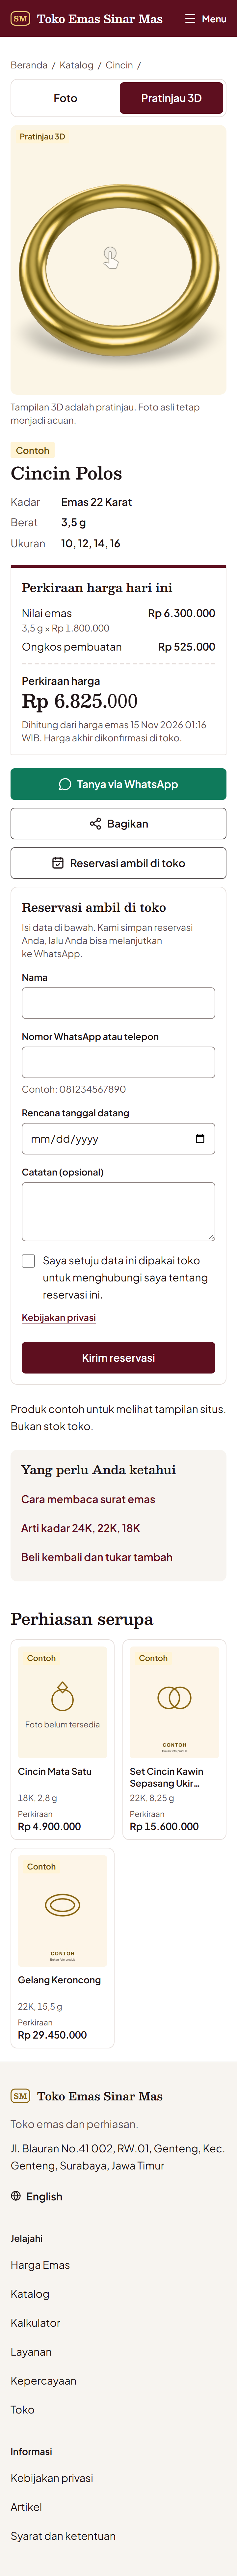 SM Toko Emas Sinar Mas Menu
Beranda / Katalog / Cincin /
Foto Pratinjau 3D
Pratinjau 3D
Tampilan 3D adalah pratinjau. Foto asli tetap
menjadi acuan.
Contoh
Cincin Polos
Kadar Emas 22 Karat
Berat 3,5 g
Ukuran 10, 12, 14, 16
Perkiraan harga hari ini
Nilai emas Rp 6.300.000
3,5 g × Rp 1.800.000
Ongkos pembuatan Rp 525.000
Perkiraan harga
Rp 6.825.000
Dihitung dari harga emas 15 Nov 2026 01:16
WIB. Harga akhir dikonfirmasi di toko.
Tanya via WhatsApp
Bagikan
Reservasi ambil di toko
Reservasi ambil di toko
Isi data di bawah. Kami simpan reservasi
Anda, lalu Anda bisa melanjutkan
ke WhatsApp.
Nama
Nomor WhatsApp atau telepon
Contoh: 081234567890
Rencana tanggal datang
mm/dd/yyyy
Catatan (opsional)
Saya setuju data ini dipakai toko
untuk menghubungi saya tentang
reservasi ini.
Kebijakan privasi
Kirim reservasi
Produk contoh untuk melihat tampilan situs.
Bukan stok toko.
Yang perlu Anda ketahui
Cara membaca surat emas
Arti kadar 24K, 22K, 18K
Beli kembali dan tukar tambah
Perhiasan serupa
Contoh
Foto belum tersedia
Cincin Mata Satu
18K, 2,8 g
Perkiraan
Rp 4.900.000
Contoh
CONTOH
Bukan foto produk
Set Cincin Kawin
Sepasang Ukir…
22K, 8,25 g
Perkiraan
Rp 15.600.000
Contoh
CONTOH
Bukan foto produk
Gelang Keroncong
22K, 15,5 g
Perkiraan
Rp 29.450.000
SM Toko Emas Sinar Mas
Toko emas dan perhiasan.
Jl. Blauran No.41 002, RW.01, Genteng, Kec.
Genteng, Surabaya, Jawa Timur
English
Jelajahi
Harga Emas
Katalog
Kalkulator
Layanan
Kepercayaan
Toko
Informasi
Kebijakan privasi
Artikel
Syarat dan ketentuan